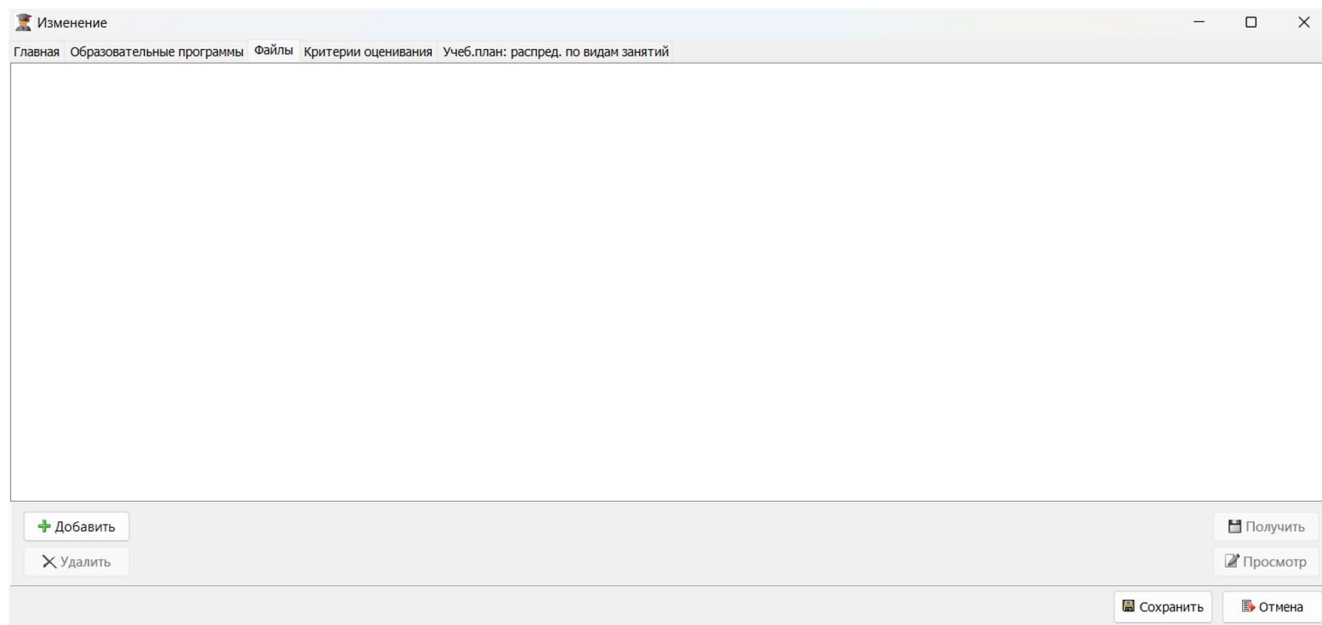 Изменение
Главная Образовательные программы Файлы Критерии оценивания Учеб.план: распред. по видам занятий
Добавить Получить
Удалить Просмотр
Сохранить Отмена